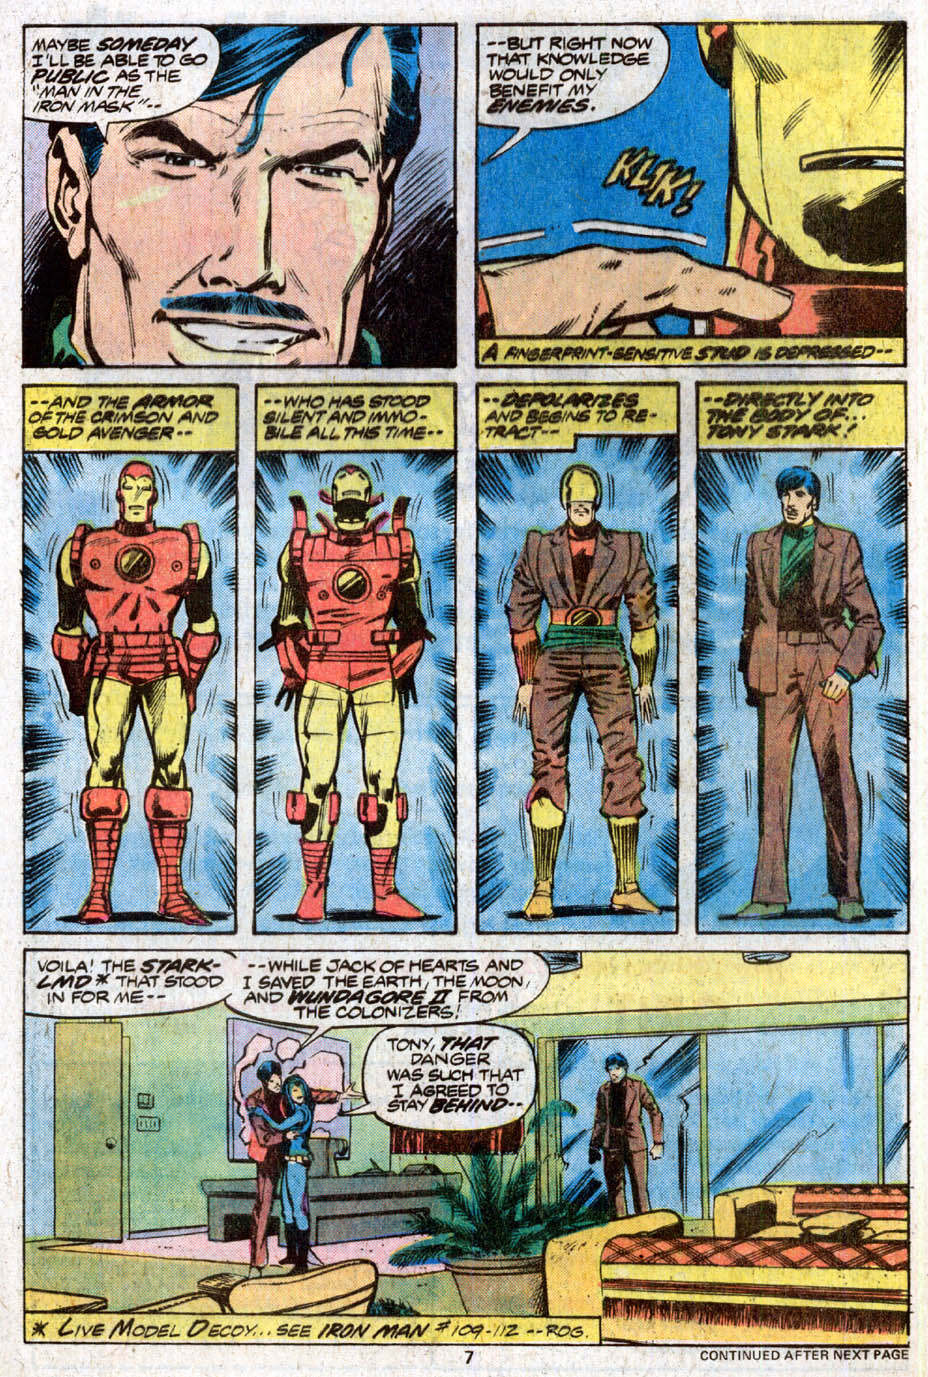 MAYBE SOMEDAY
I'LL BE ABLE TO GO
PUBLIC AS THE
"MAN IN THE
IRON MASK"--
--BUT RIGHT NOW
THAT KNOWLEDGE
WOULD ONLY
BENEFIT MY
ENEMIES.
KLIK!
A FINGERPRINT-SENSITIVE STUD IS DEPRESSED--
--AND THE ARMOR
OF THE CRIMSON AND
GOLD AVENGER--
--WHO HAS STOOD
SILENT AND IMMO-
BILE ALL THIS TIME--
--DEPOLARIZES
AND BEGINS TO RE-
TRACT--
--DIRECTLY INTO
THE BODY OF...
TONY STARK!
VOILA! THE STARK-
LMD* THAT STOOD
IN FOR ME--
--WHILE JACK OF HEARTS AND
I SAVED THE EARTH, THE MOON,
AND WUNDAGORE II FROM
THE COLONIZERS!
TONY, THAT
DANGER
WAS SUCH THAT
I AGREED TO
STAY BEHIND--
* LIVE MODEL DECOY... SEE IRON MAN #109-112 --ROG.
7
CONTINUED AFTER NEXT PAGE